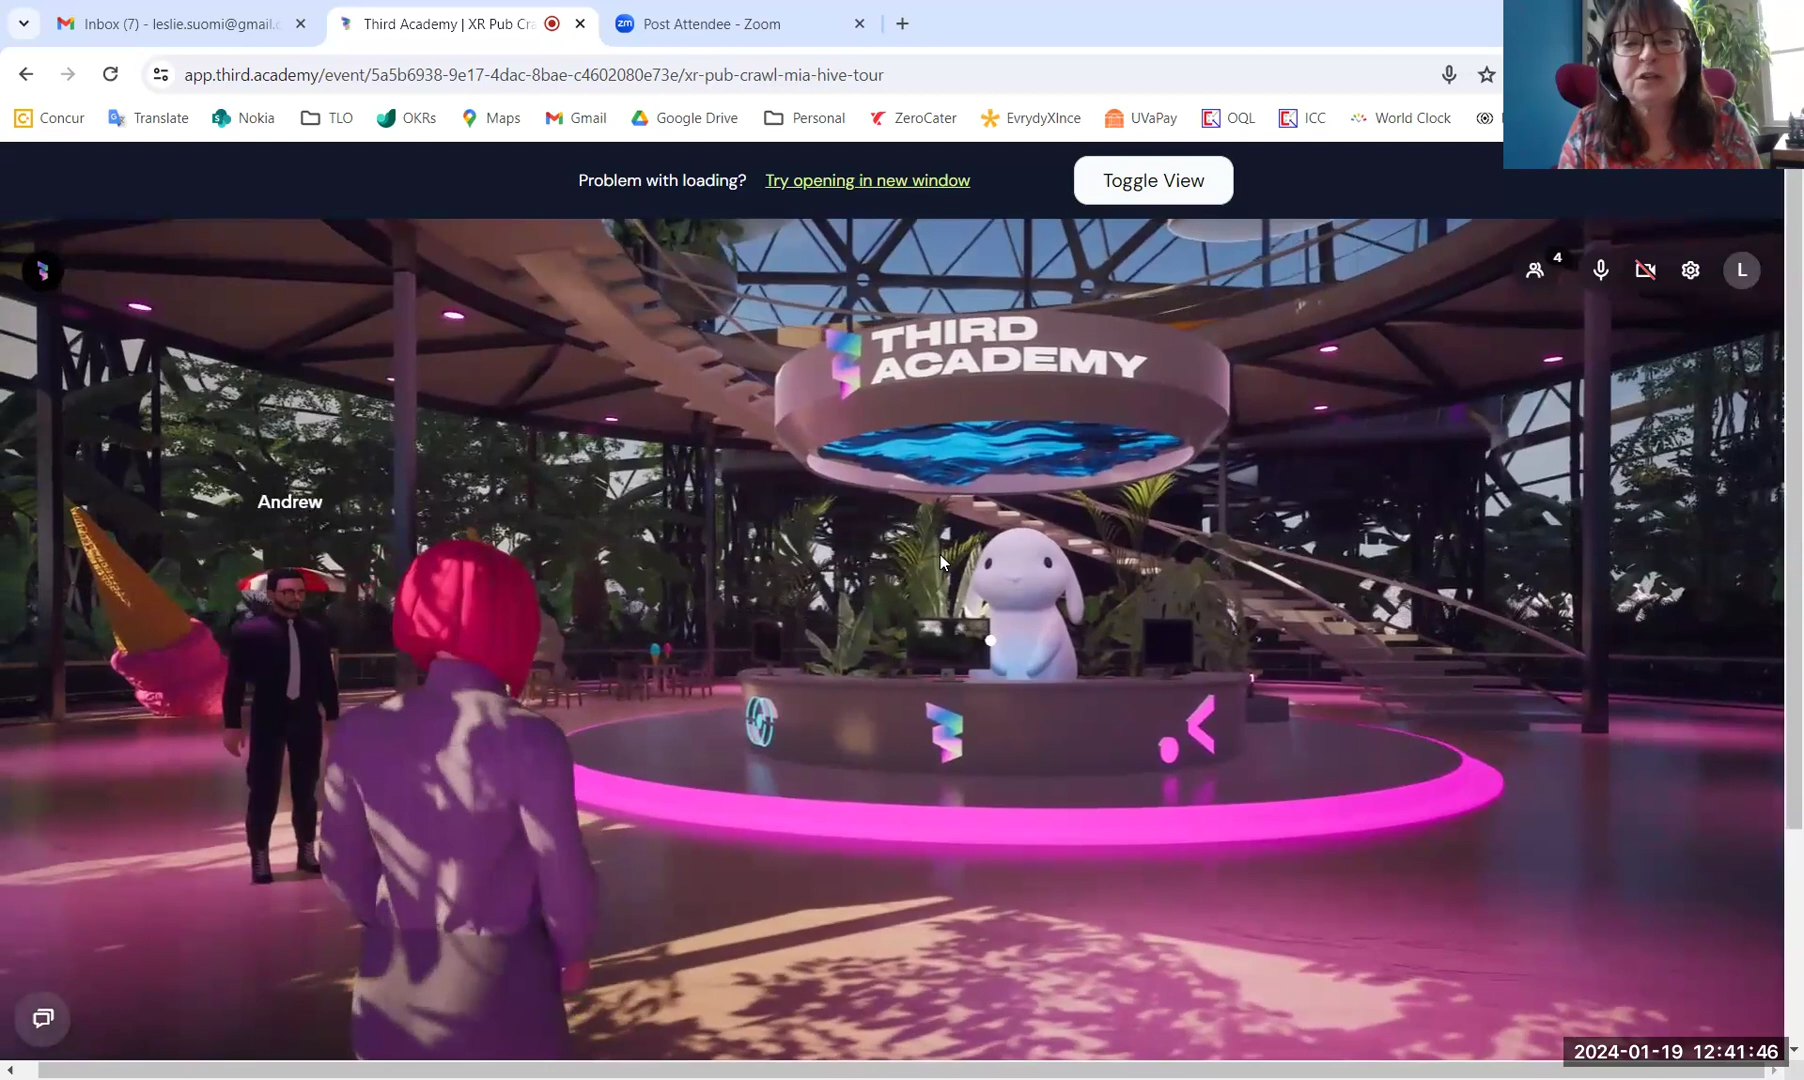 Inbox (7) - leslie.suomi@gmail.c
Third Academy | XR Pub Cra
zm
Post Attendee - Zoom
app.third.academy/event/5a5b6938-9e17-4dac-8bae-c4602080e73e/xr-pub-crawl-mia-hive-tour
Concur
Translate
Nokia
TLO
OKRs
Maps
Gmail
Google Drive
Personal
ZeroCater
EvrydyXInce
UVaPay
OQL
ICC
World Clock
Problem with loading?
Try opening in new window
Toggle View
4
L
THIRD
ACADEMY
Andrew
2024-01-19 12:41:46